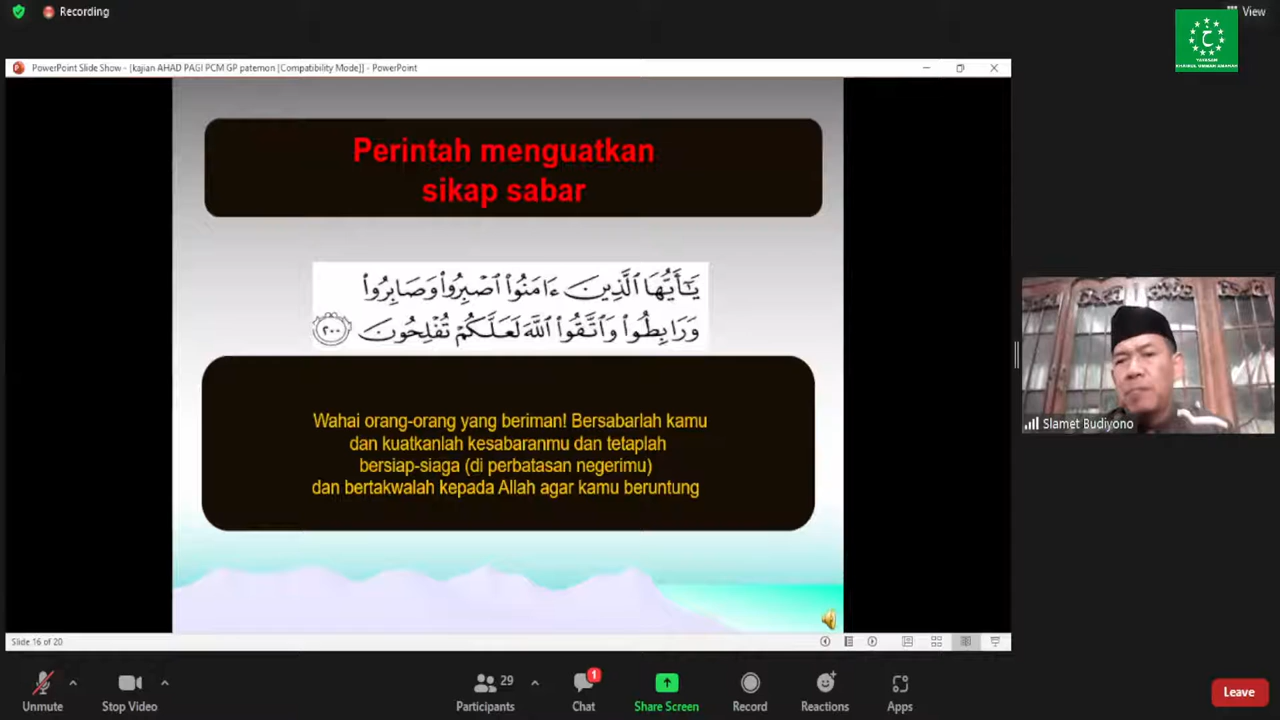 Recording
View
YAYASAN
KHAIROL UMMAH AMANAH
PowerPoint Slide Show - [kajian AHAD PAGI PCM GP patemon [Compatibility Mode]] - PowerPoint
Perintah menguatkan
sikap sabar
يَٰٓأَيُّهَا ٱلَّذِينَ ءَامَنُوا۟ ٱصْبِرُوا۟ وَصَابِرُوا۟
وَرَابِطُوا۟ وَٱتَّقُوا۟ ٱللَّهَ لَعَلَّكُمْ تُفْلِحُونَ ٢٠٠
Wahai orang-orang yang beriman! Bersabarlah kamu
dan kuatkanlah kesabaranmu dan tetaplah
bersiap-siaga (di perbatasan negerimu)
dan bertakwalah kepada Allah agar kamu beruntung
Slamet Budiyono
Slide 16 of 20
Unmute
Stop Video
29
Participants
1
Chat
Share Screen
Record
Reactions
Apps
Leave